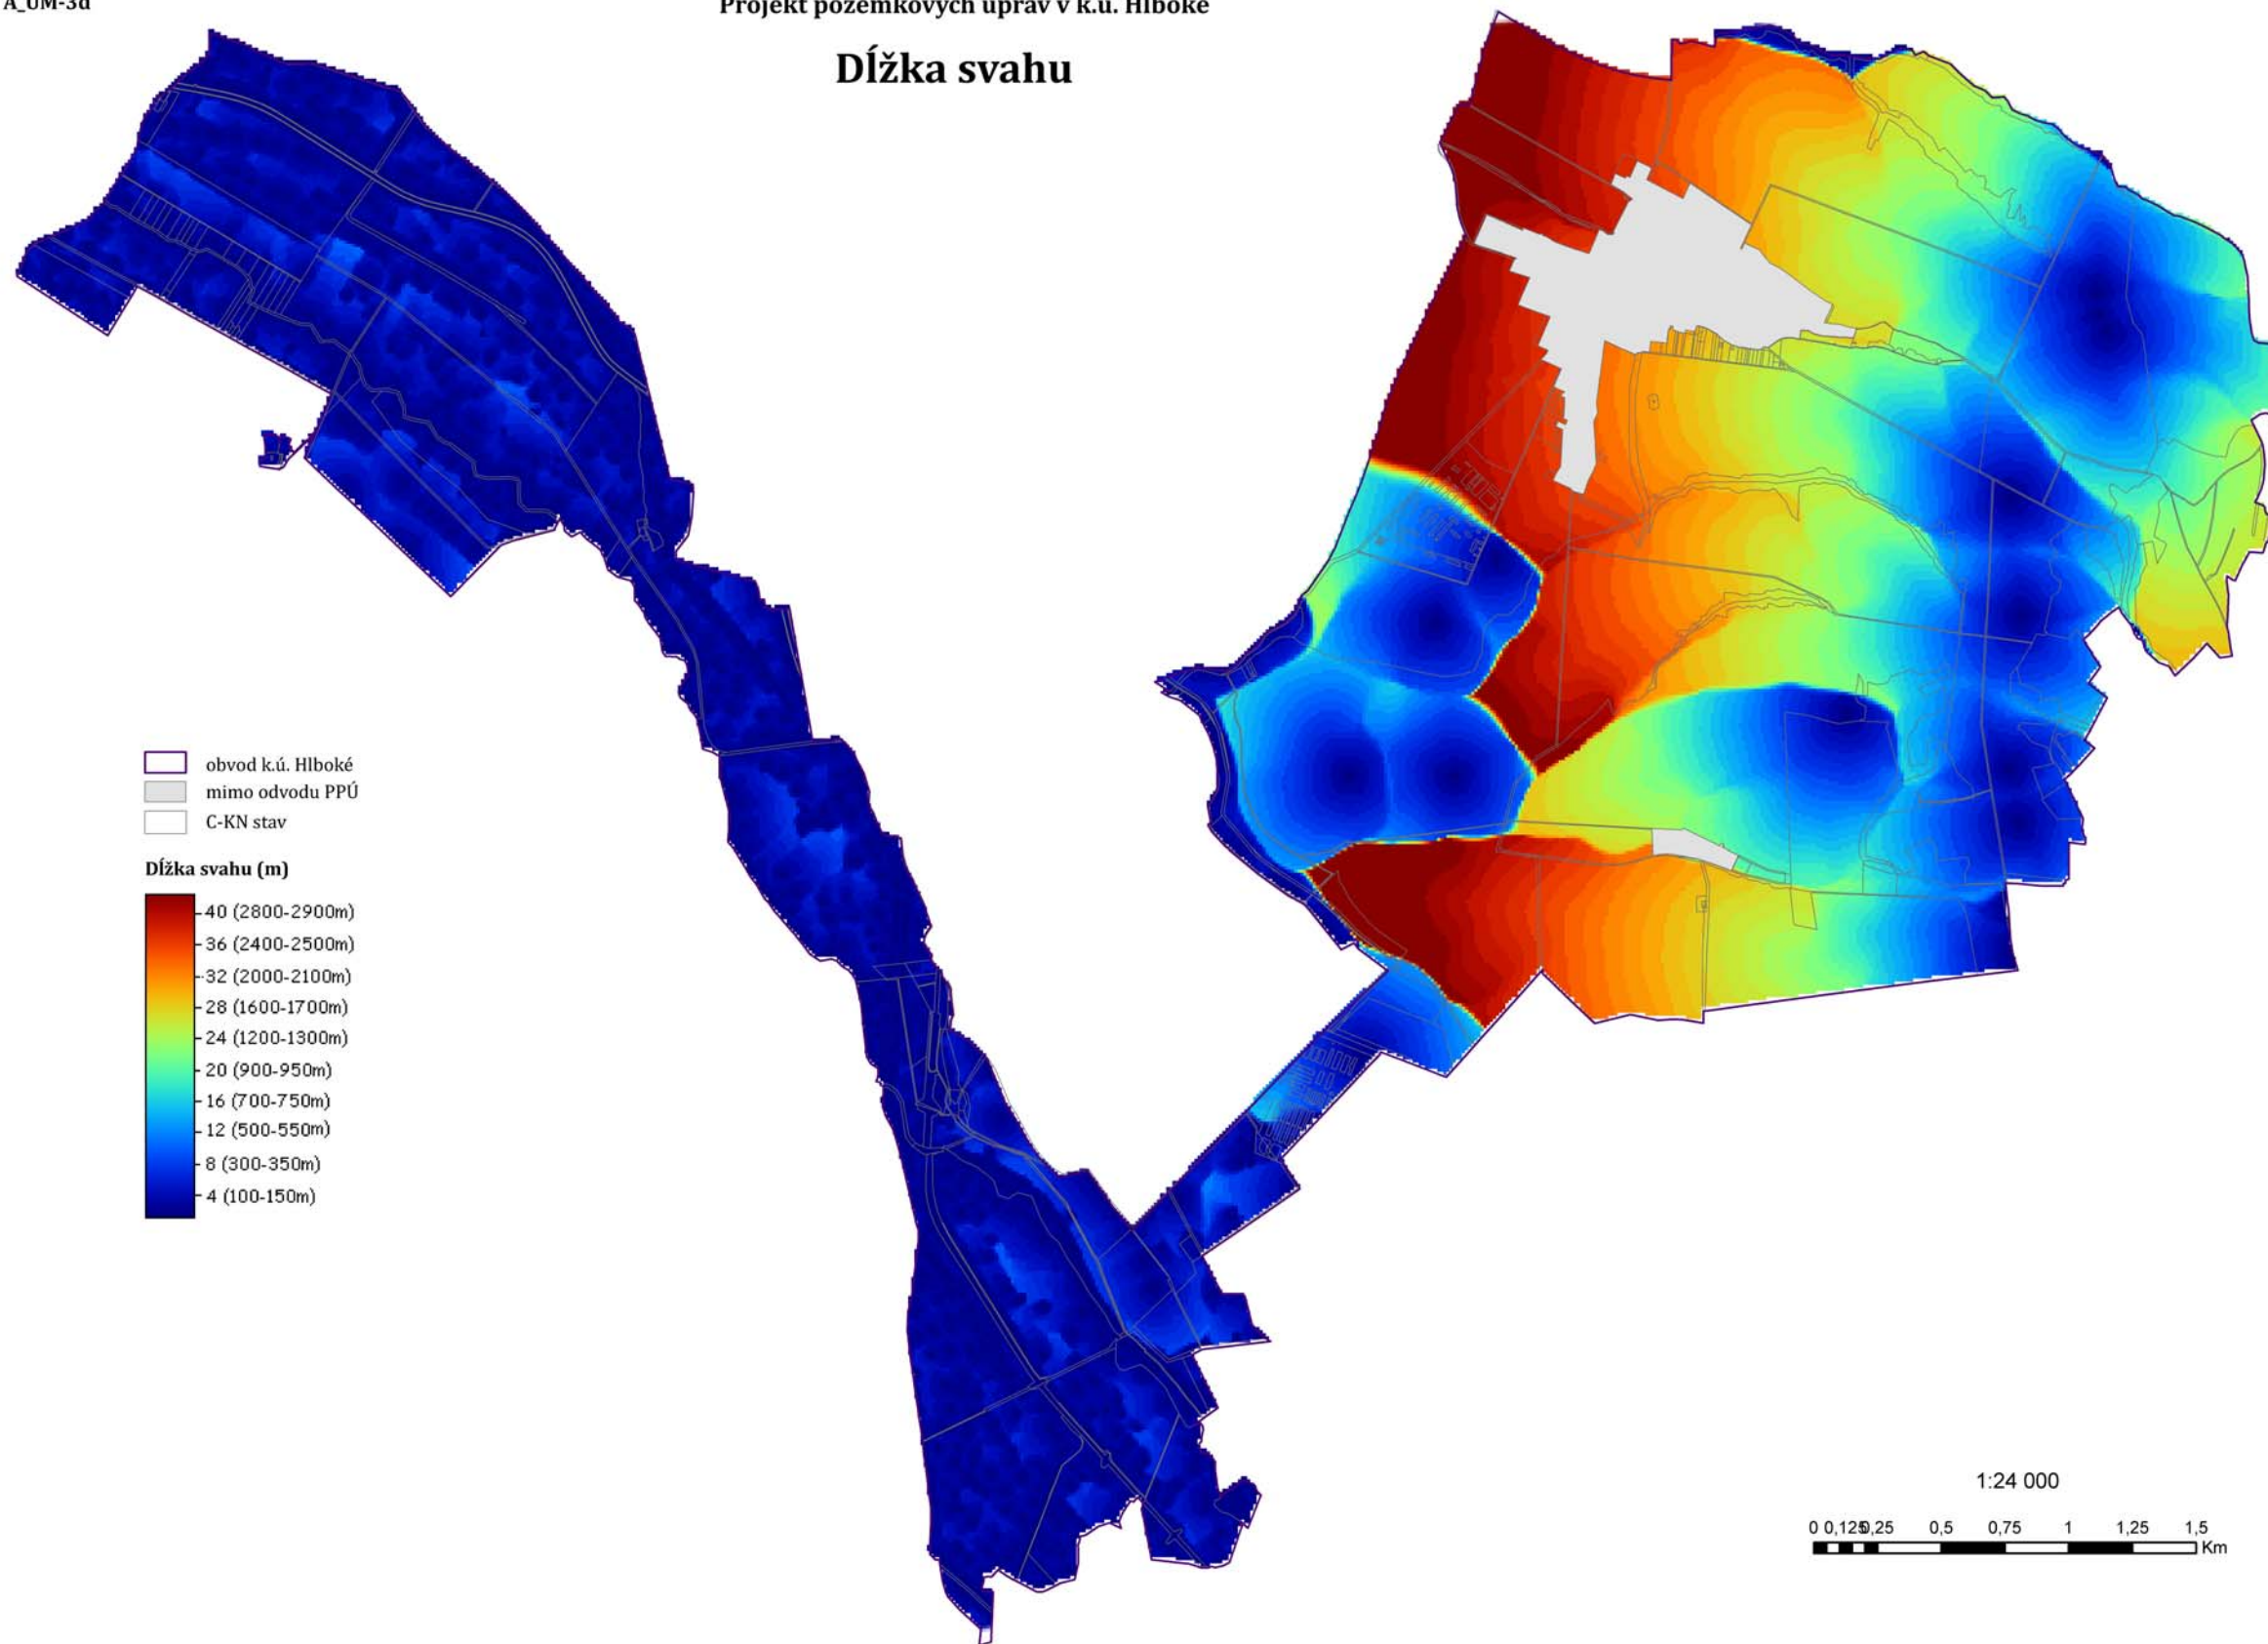 A_UM-3d
Projekt pozemkových úprav v k.ú. Hlboké
Dĺžka svahu
obvod k.ú. Hlboké
mimo odvodu PPÚ
C-KN stav
Dĺžka svahu (m)
40 (2800-2900m)
36 (2400-2500m)
32 (2000-2100m)
28 (1600-1700m)
24 (1200-1300m)
20 (900-950m)
16 (700-750m)
12 (500-550m)
8 (300-350m)
4 (100-150m)
1:24 000
0 0,125 0,25 0,5 0,75 1 1,25 1,5
Km